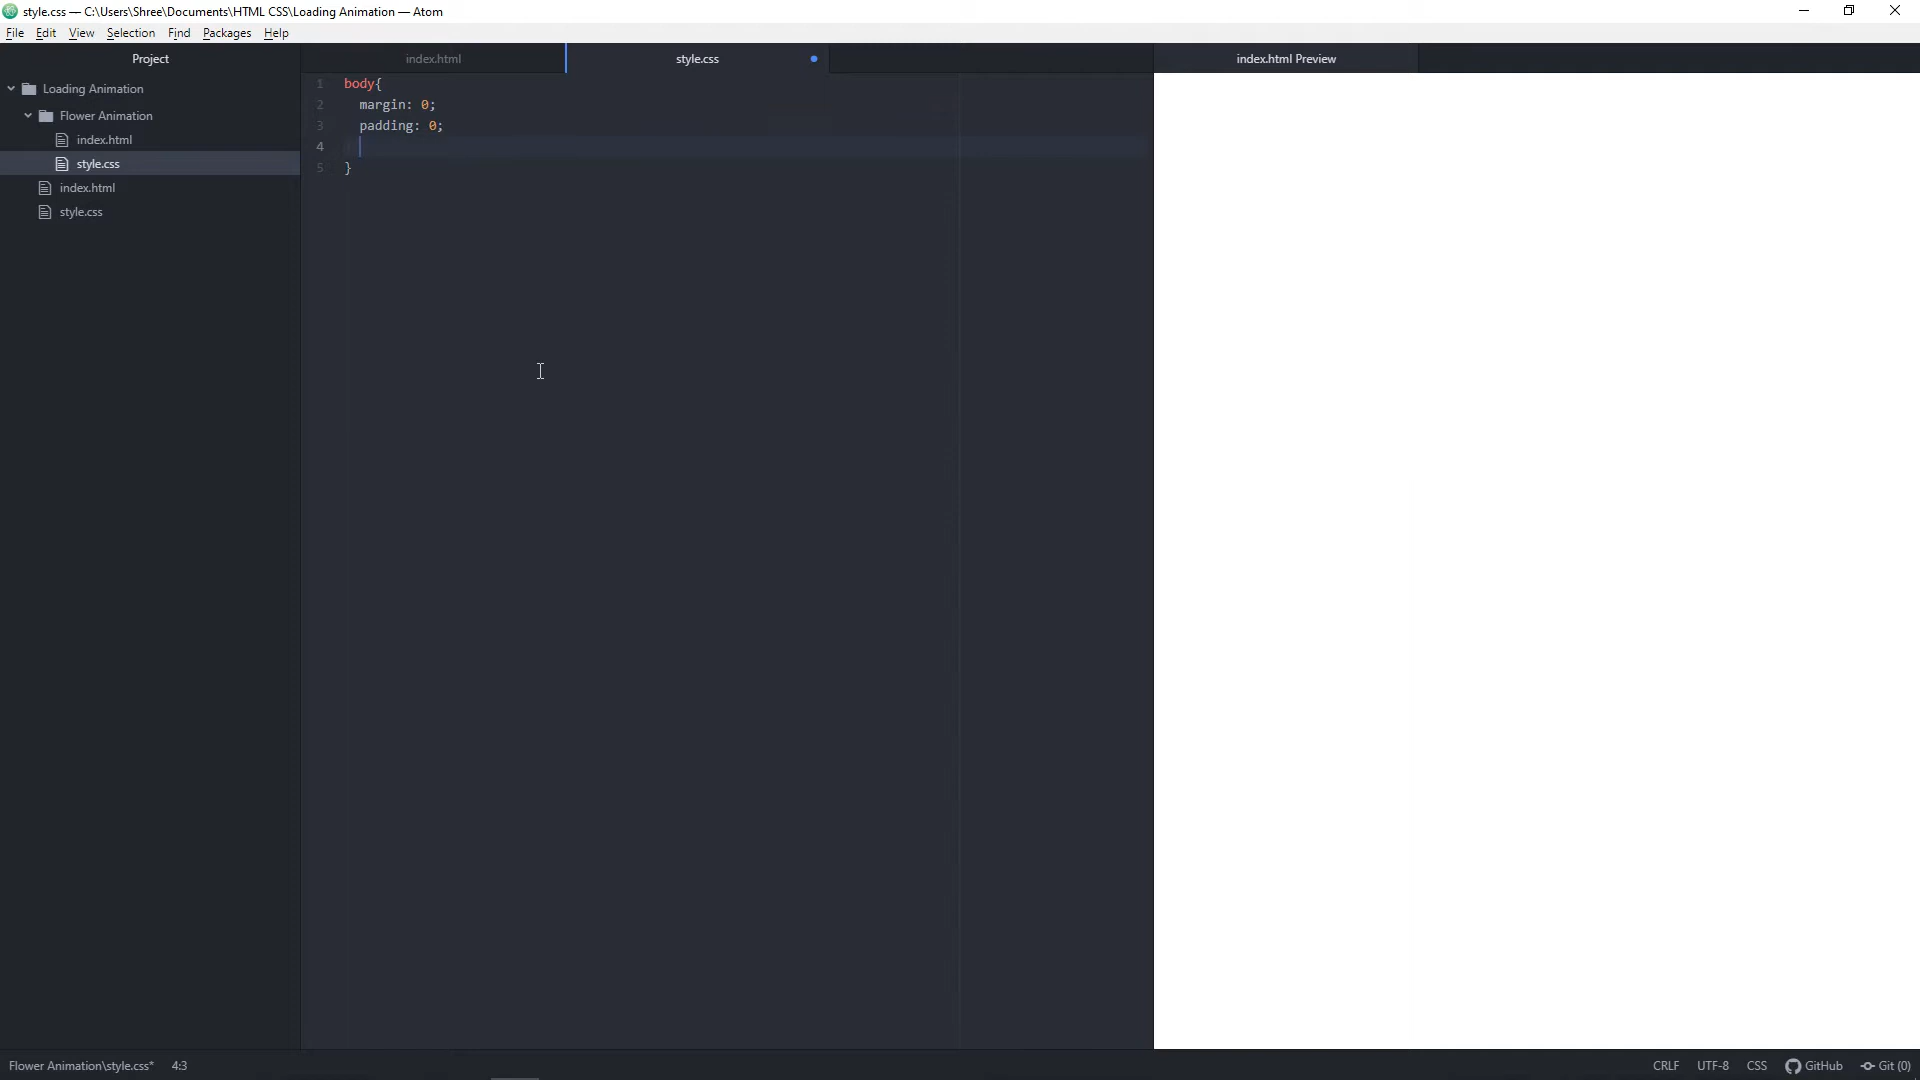 style.css — C:\Users\Shree\Documents\HTML CSS\Loading Animation — Atom
File Edit View Selection Find Packages Help
Project
index.html
style.css
index.html Preview
Loading Animation
Flower Animation
index.html
style.css
index.html
style.css
1 body{
2 margin: 0;
3 padding: 0;
4
5 }
Flower Animation\style.css* 4:3
CRLF UTF-8 CSS GitHub Git (0)